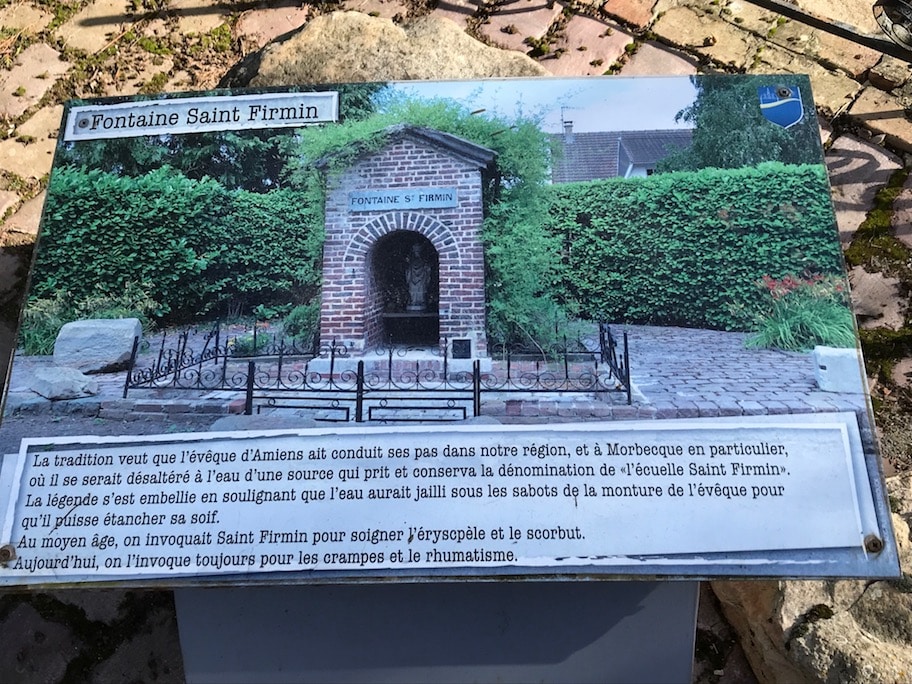 Fontaine Saint Firmin
FONTAINE ST FIRMIN
La tradition veut que l'évêque d'Amiens ait conduit ses pas dans notre région, et à Morbecque en particulier,
où il se serait désaltéré à l'eau d'une source qui prit et conserva la dénomination de «l'écuelle Saint Firmin».
La légende s'est embellie en soulignant que l'eau aurait jailli sous les sabots de la monture de l'évêque pour
qu'il puisse étancher sa soif.
Au moyen âge, on invoquait Saint Firmin pour soigner l'éryscpèle et le scorbut.
Aujourd'hui, on l'invoque toujours pour les crampes et le rhumatisme.